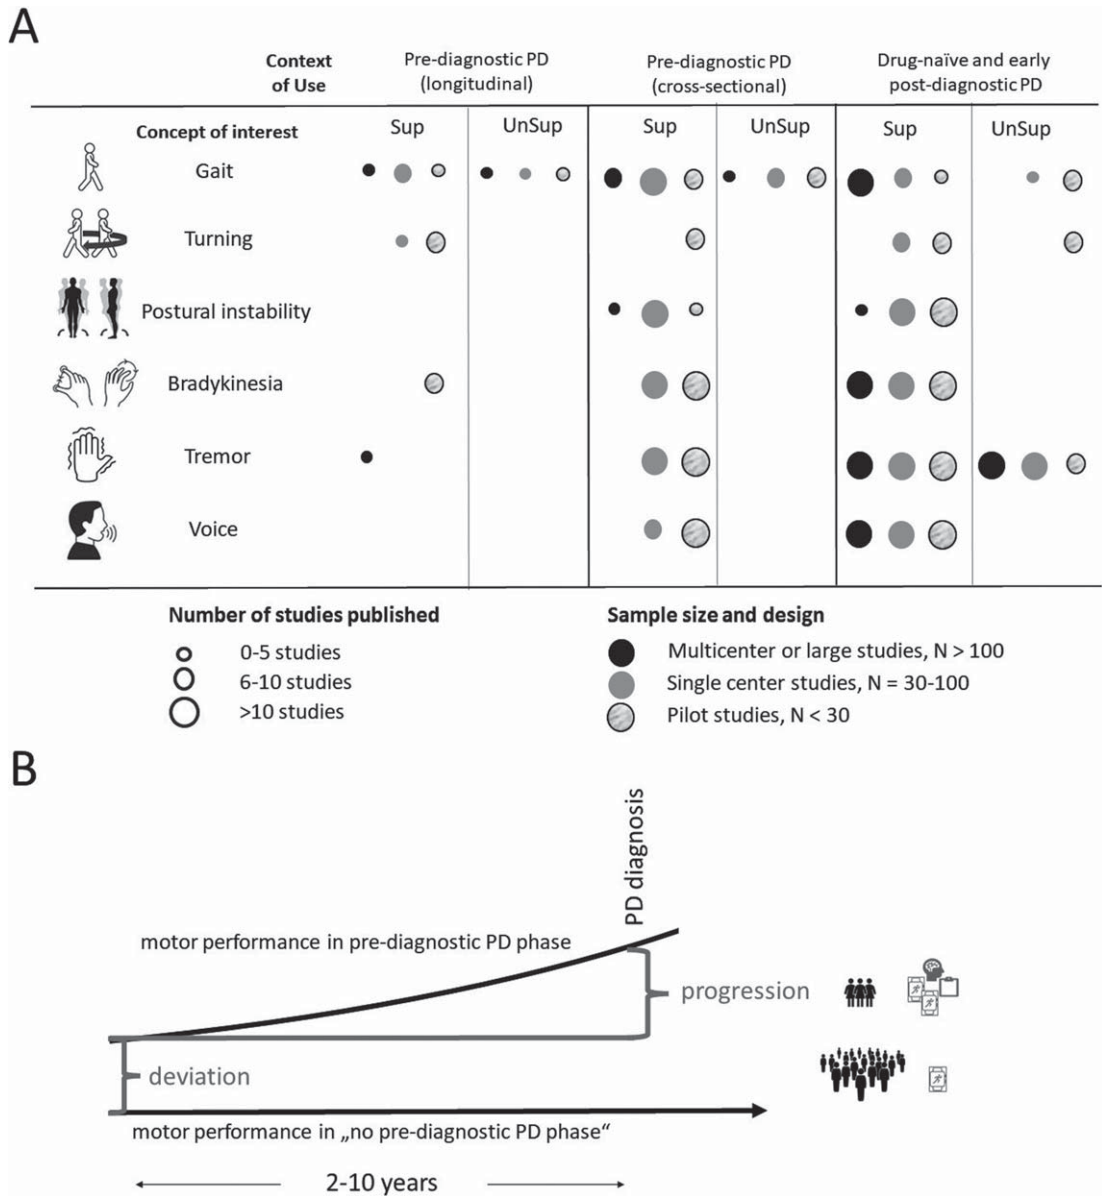 A
Context
of Use
Pre-diagnostic PD
(longitudinal)
Pre-diagnostic PD
(cross-sectional)
Drug-naïve and early
post-diagnostic PD
Concept of interest
Sup
UnSup
Sup
UnSup
Sup
UnSup
Gait
Turning
Postural instability
Bradykinesia
Tremor
Voice
Number of studies published
0-5 studies
6-10 studies
>10 studies
Sample size and design
Multicenter or large studies, N > 100
Single center studies, N = 30-100
Pilot studies, N < 30
B
PD diagnosis
motor performance in pre-diagnostic PD phase
progression
deviation
motor performance in „no pre-diagnostic PD phase“
2-10 years